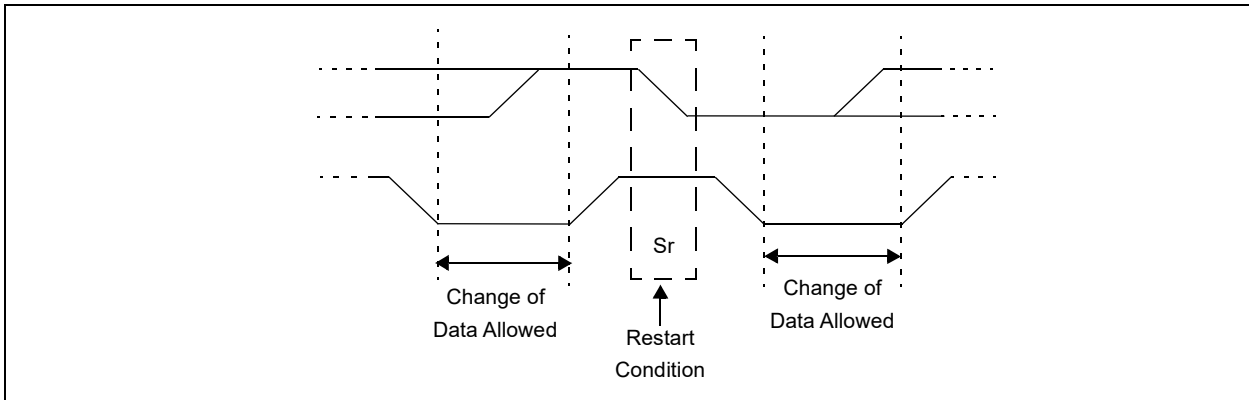 Sr
Change of
Data Allowed
Restart
Condition
Change of
Data Allowed